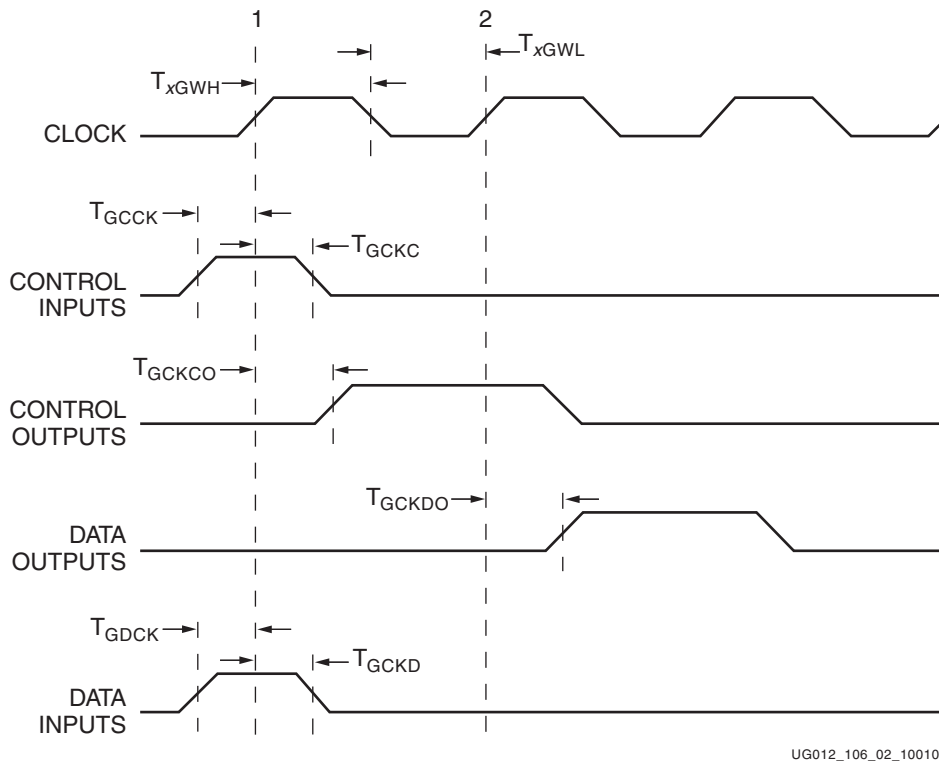 1 2
TxGWL
TxGWH
CLOCK
TGCCK
TGCKC
CONTROL
INPUTS
TGCKCO
CONTROL
OUTPUTS
TGCKDO
DATA
OUTPUTS
TGDCK
TGCKD
DATA
INPUTS
UG012_106_02_10010